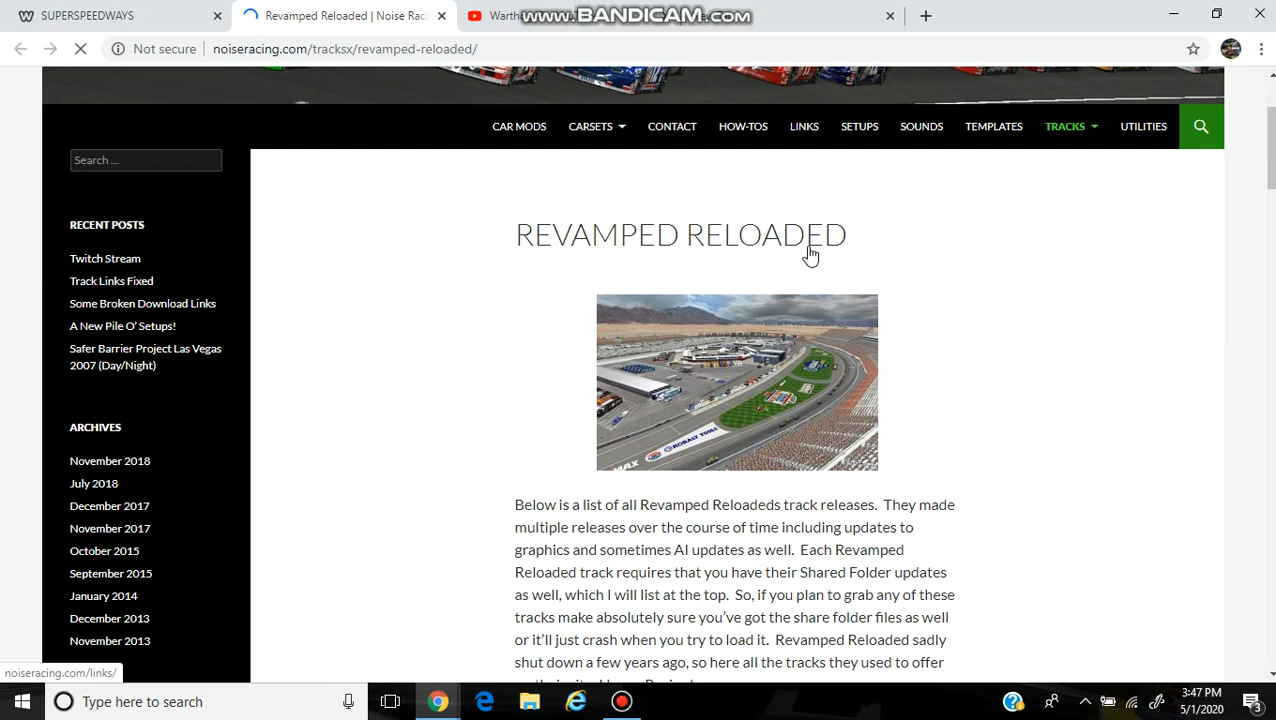 SUPERSPEEDWAYS
Revamped Reloaded | Noise Raci
Warth
www.BANDICAM.com
Not secure
noiseracing.com/tracksx/revamped-reloaded/
CAR MODS
CARSETS
CONTACT
HOW-TOS
LINKS
SETUPS
SOUNDS
TEMPLATES
TRACKS
UTILITIES
Search ...
RECENT POSTS
Twitch Stream
Track Links Fixed
Some Broken Download Links
A New Pile O' Setups!
Safer Barrier Project Las Vegas
2007 (Day/Night)
ARCHIVES
November 2018
July 2018
December 2017
November 2017
October 2015
September 2015
January 2014
December 2013
November 2013
REVAMPED RELOADED
KOBALT TOOLS
Below is a list of all Revamped Reloadeds track releases. They made
multiple releases over the course of time including updates to
graphics and sometimes AI updates as well. Each Revamped
Reloaded track requires that you have their Shared Folder updates
as well, which I will list at the top. So, if you plan to grab any of these
tracks make absolutely sure you've got the share folder files as well
or it'll just crash when you try to load it. Revamped Reloaded sadly
shut down a few years ago, so here all the tracks they used to offer
noiseracing.com/links/
Type here to search
3:47 PM
5/1/2020
3